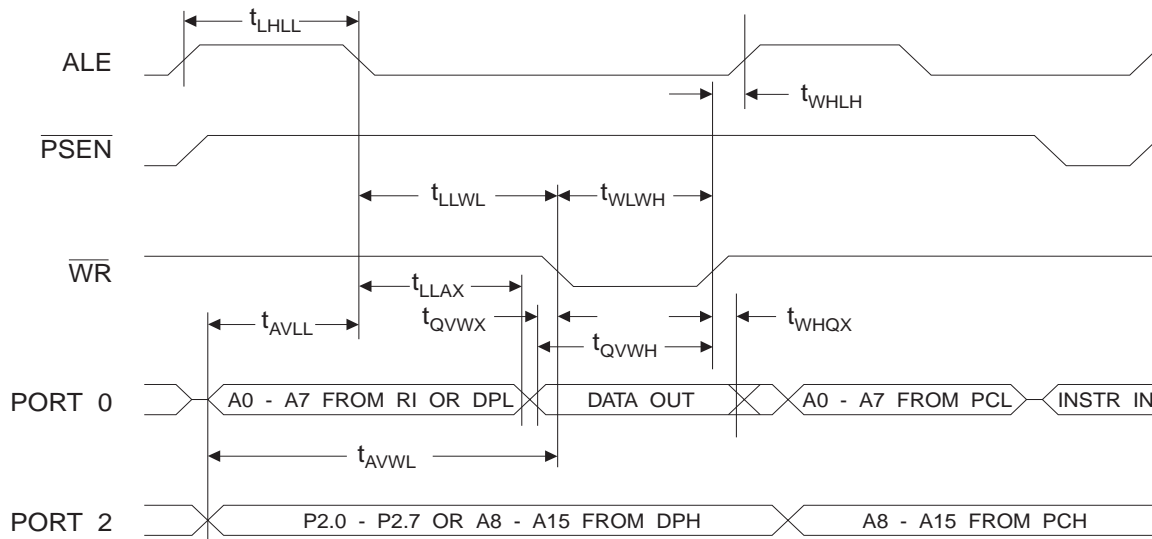 tLHLL
ALE
tWHLH
PSEN
tLLWL
tWLWH
WR
tLLAX
tAVLL
tQVWX
tWHQX
tQVWH
PORT 0
A0 - A7 FROM RI OR DPL
DATA OUT
A0 - A7 FROM PCL
INSTR IN
tAVWL
PORT 2
P2.0 - P2.7 OR A8 - A15 FROM DPH
A8 - A15 FROM PCH